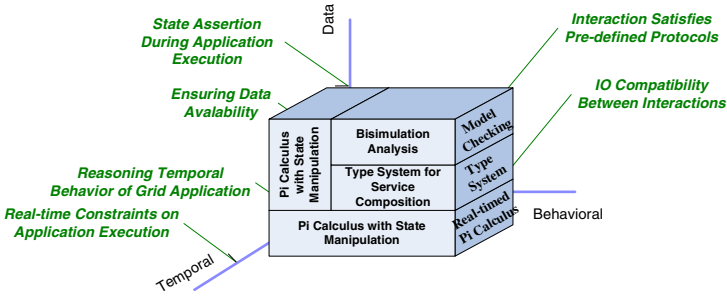 State Assertion
During Application
Execution
Data
Interaction Satisfies
Pre-defined Protocols
Ensuring Data
Avalability
IO Compatibility
Between Interactions
Pi Calculus
with State
Manipulation
Bisimulation
Analysis
Model
Checking
Type System for
Service
Composition
Type
System
Reasoning Temporal
Behavior of Grid Application
Real-time Constraints on
Application Execution
Pi Calculus with State
Manipulation
Real-timed
Pi Calculus
Behavioral
Temporal